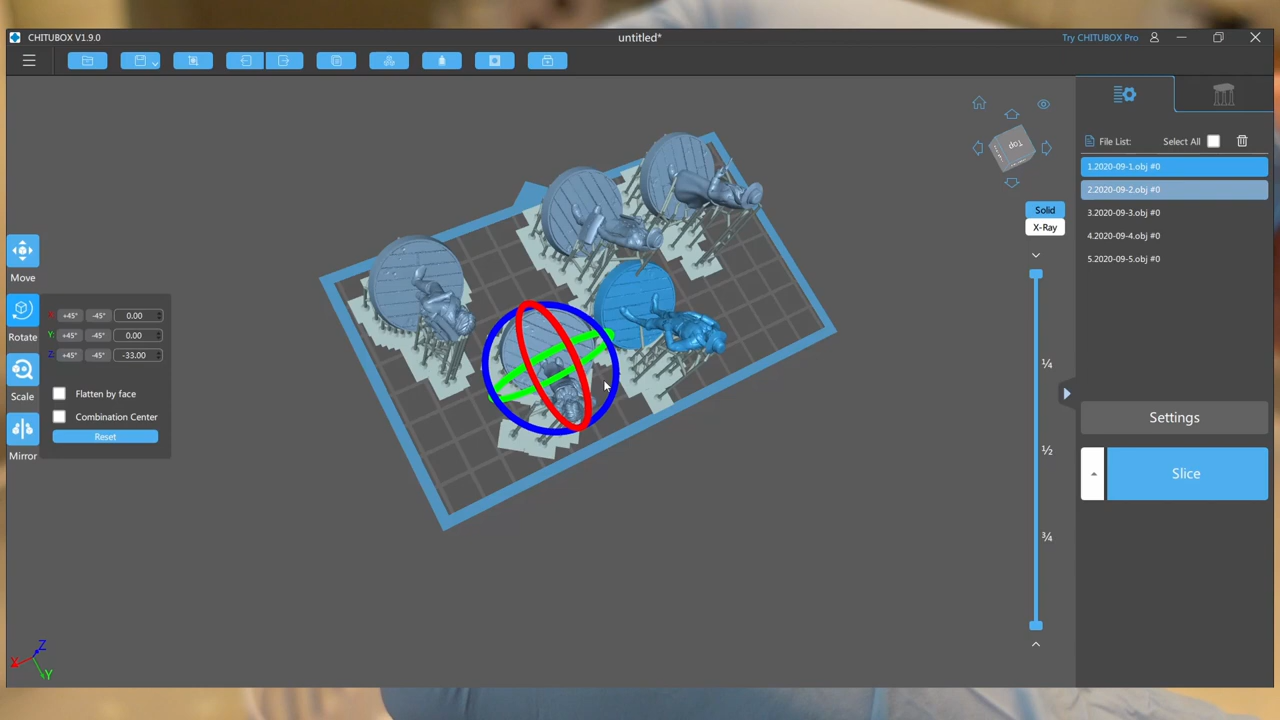 CHITUBOX V1.9.0
untitled*
Try CHITUBOX Pro
Top
File List:
Select All
1.2020-09-1.obj #0
2.2020-09-2.obj #0
3.2020-09-3.obj #0
4.2020-09-4.obj #0
5.2020-09-5.obj #0
Solid
X-Ray
Move
Rotate
Scale
Mirror
X: +45° -45° 0.00
Y: +45° -45° 0.00
Z: +45° -45° -33.00
Flatten by face
Combination Center
Reset
¼
½
¾
Settings
Slice
Z
X
Y